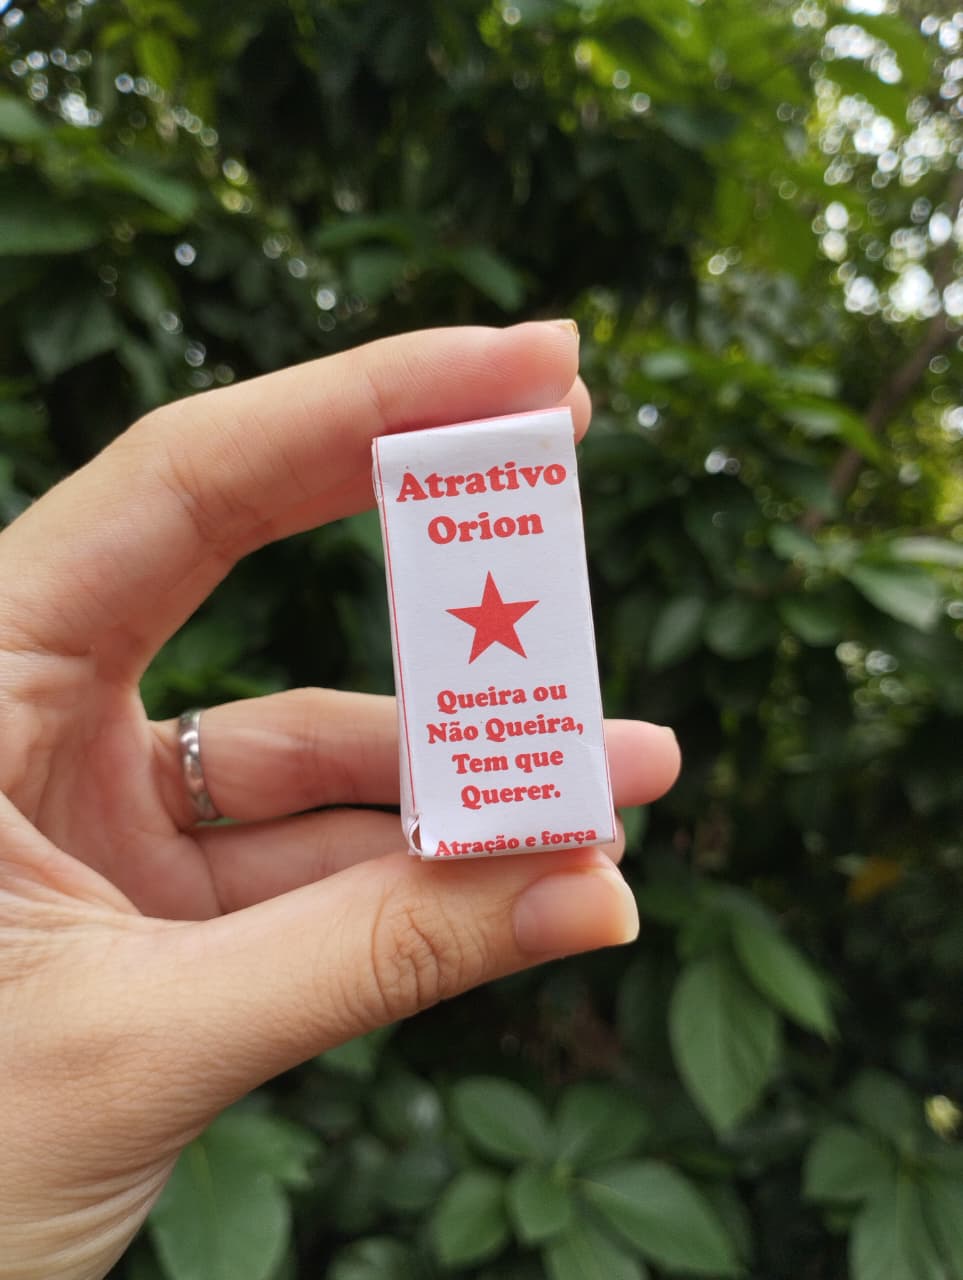 Atrativo
Orion
Queira ou
Não Queira,
Tem que
Querer.
Atração e força